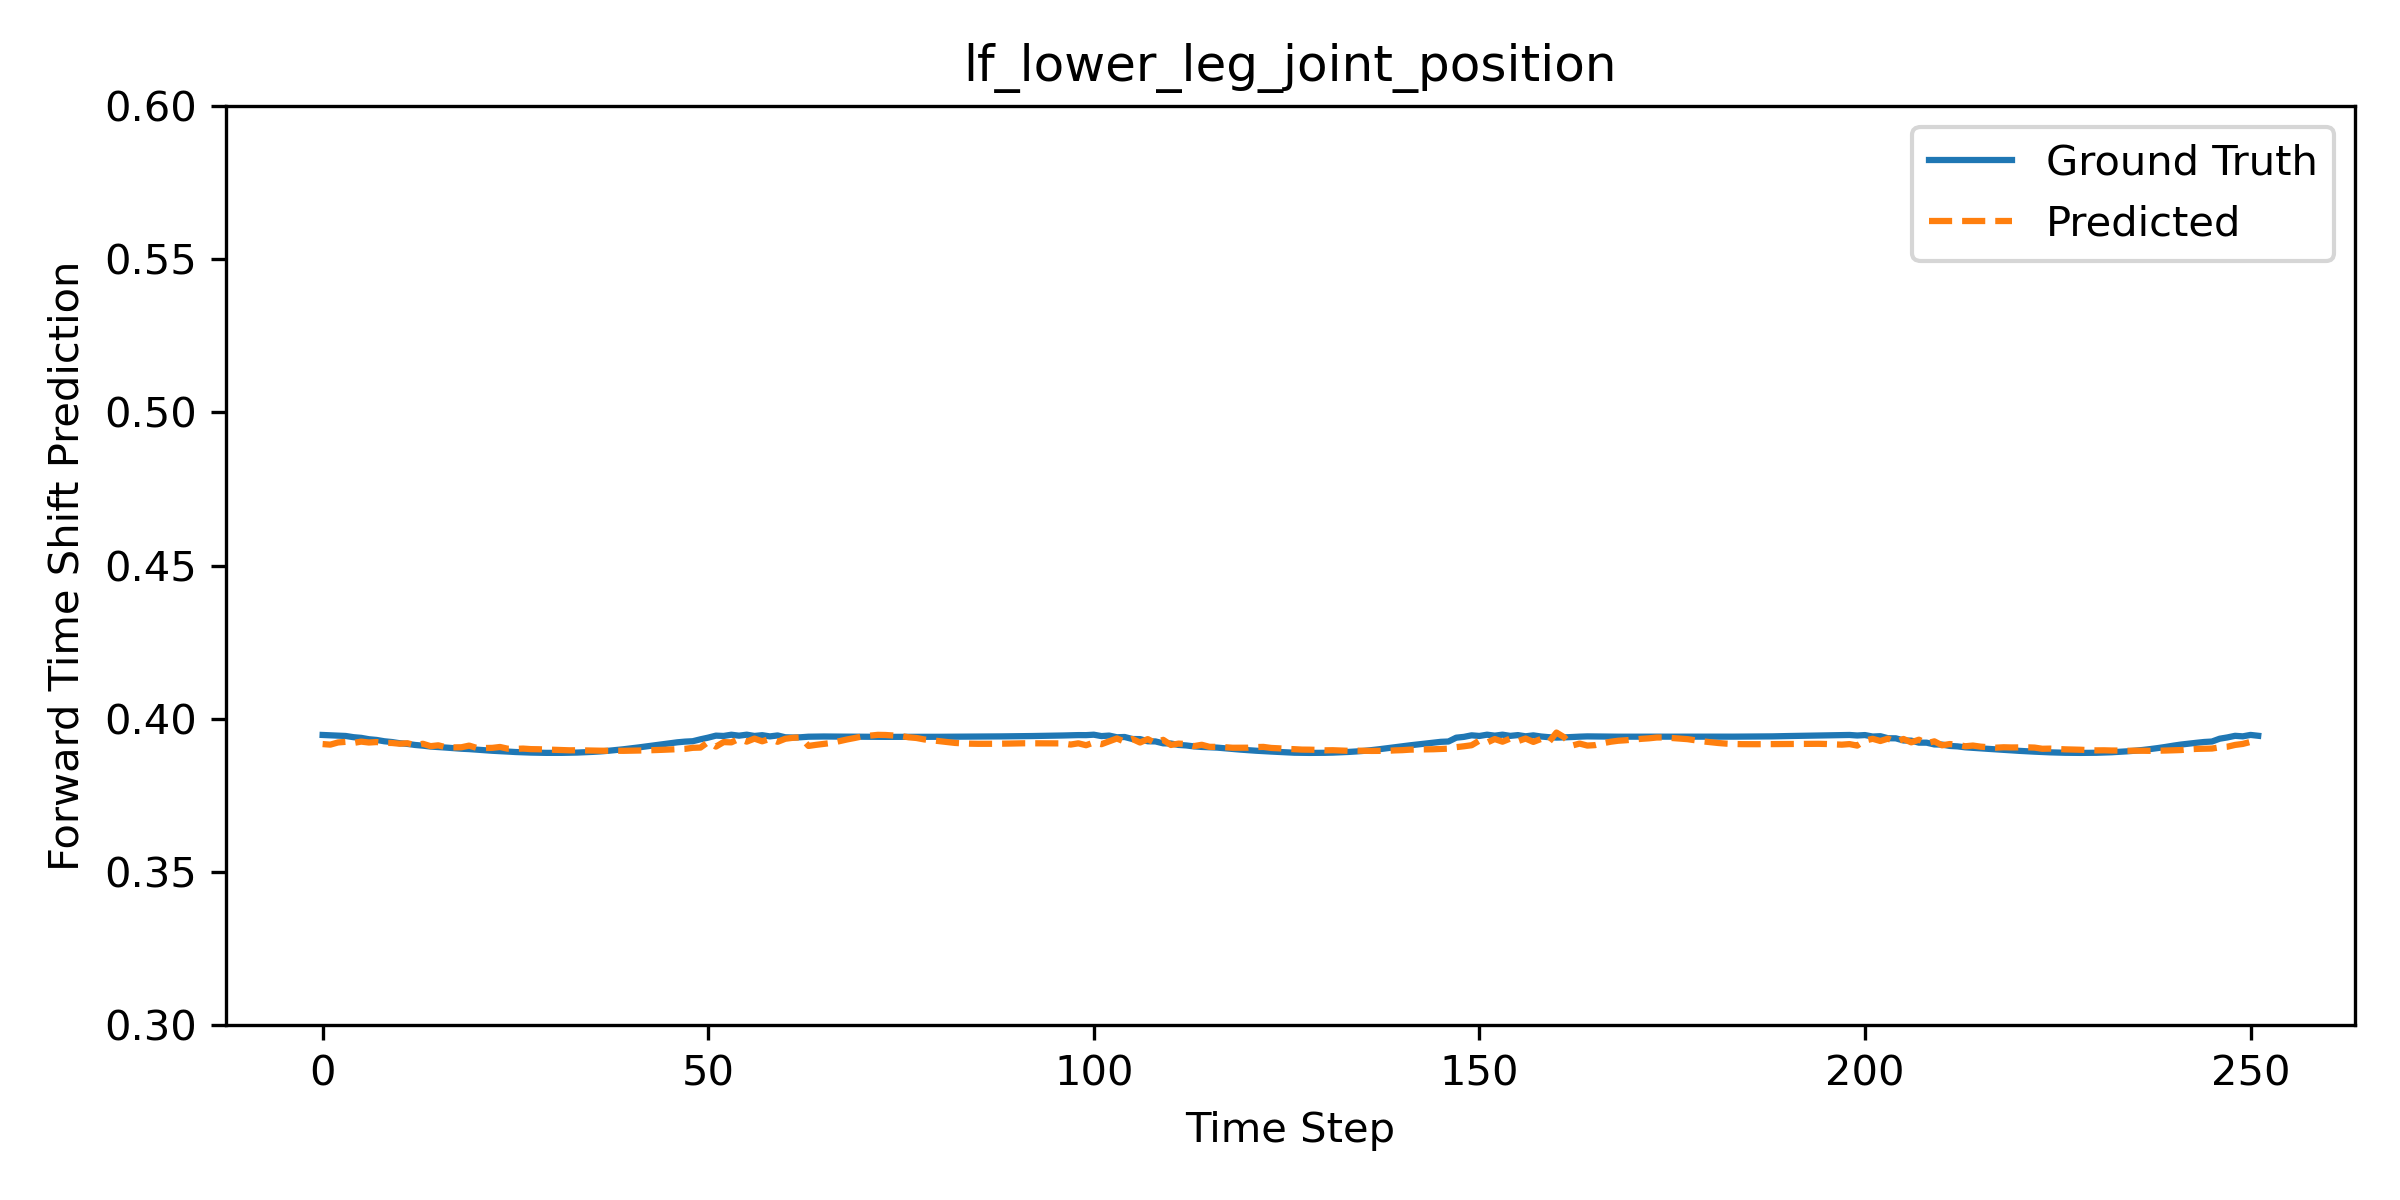 lf_lower_leg_joint_position
0.60
0.55
0.50
0.45
0.40
0.35
0.30
Forward Time Shift Prediction
Ground Truth
Predicted
0 50 100 150 200 250
Time Step